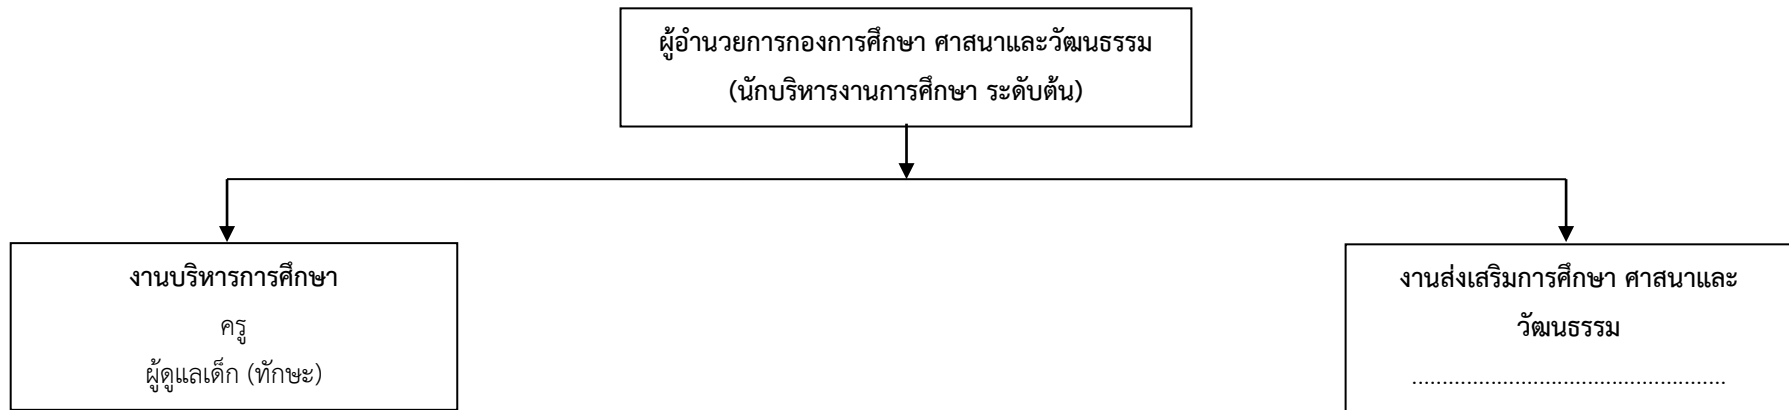 ผู้อำนวยการกองการศึกษา ศาสนาและวัฒนธรรม
(นักบริหารงานการศึกษา ระดับต้น)
งานบริหารการศึกษา
ครู
ผู้ดูแลเด็ก (ทักษะ)
งานส่งเสริมการศึกษา ศาสนาและ
วัฒนธรรม
....................................................